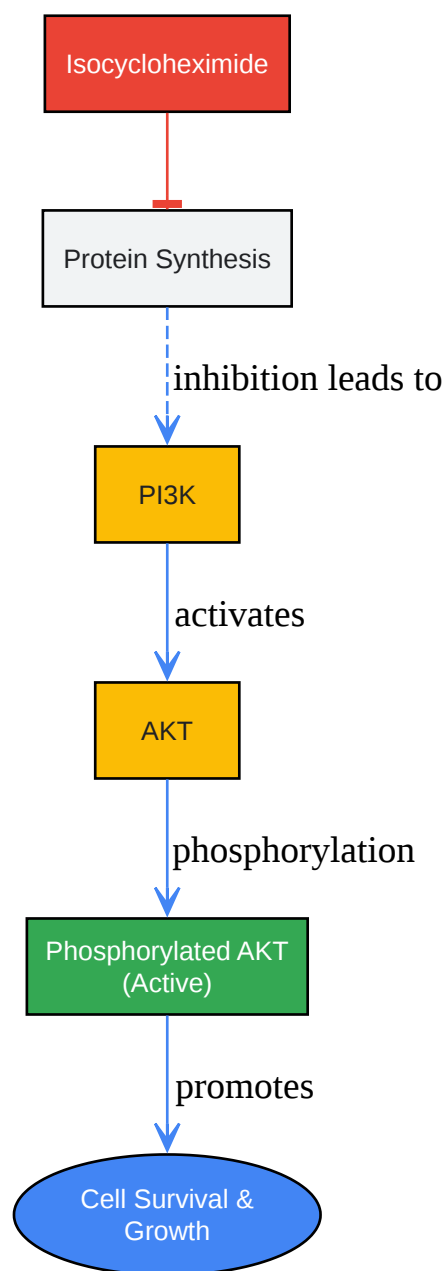 Isocycloheximide
Protein Synthesis
inhibition leads to
PI3K
activates
AKT
phosphorylation
Phosphorylated AKT
(Active)
promotes
Cell Survival &
Growth